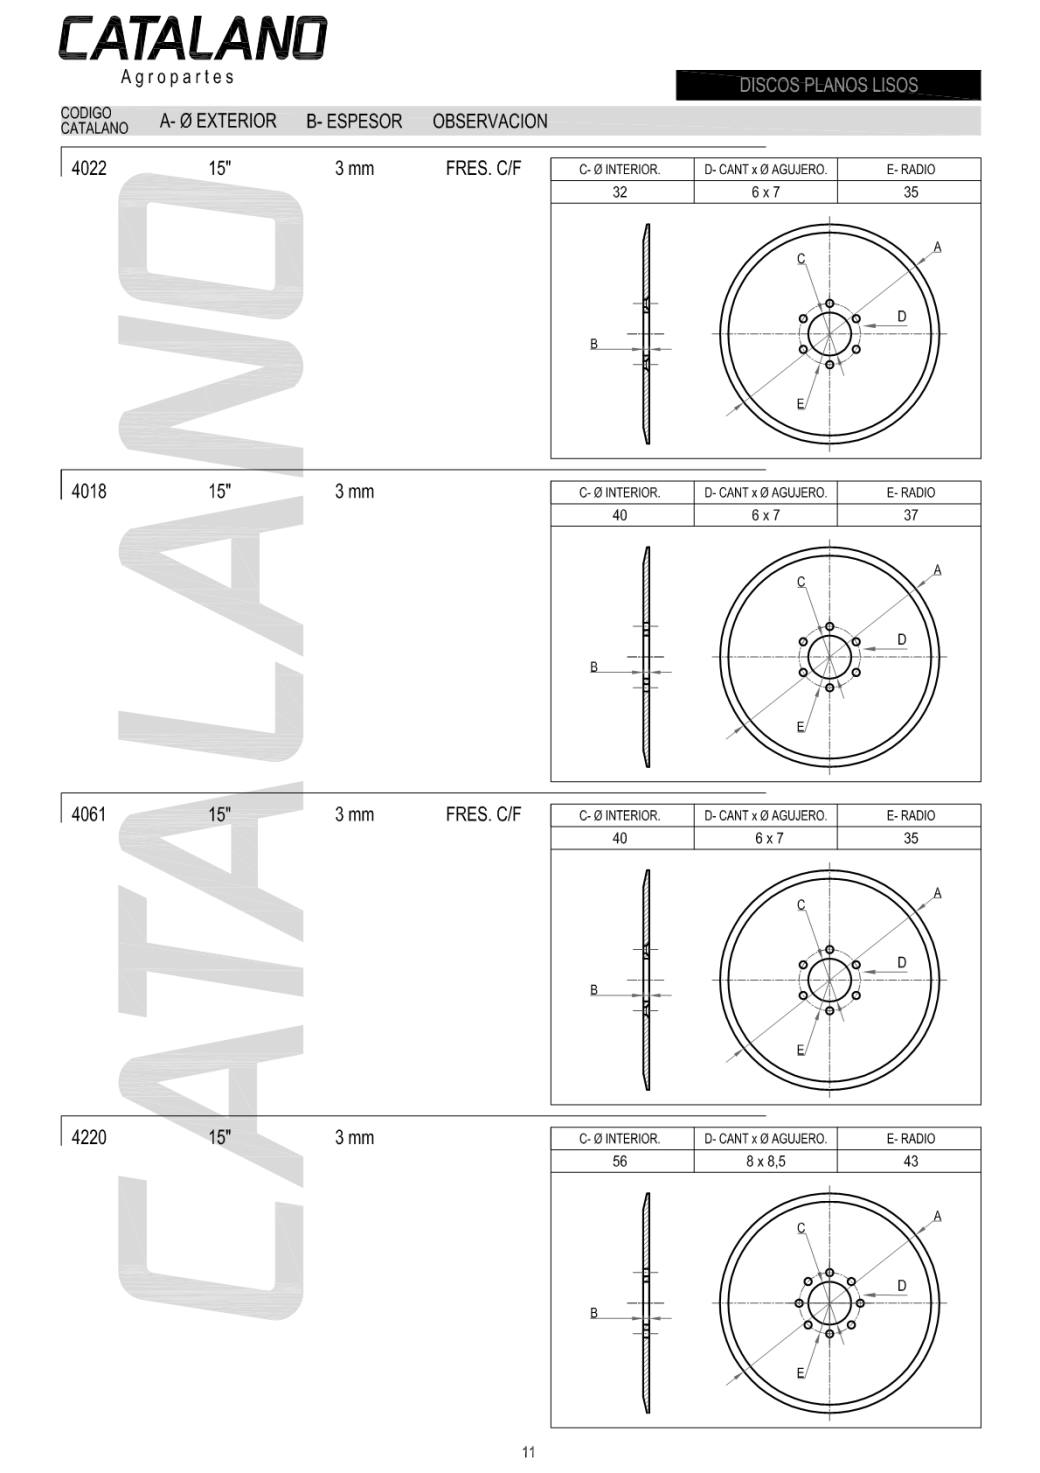 CATALANO
Agropartes
DISCOS PLANOS LISOS
CODIGO
CATALANO
A- Ø EXTERIOR
B- ESPESOR
OBSERVACION
4022 15" 3 mm FRES. C/F
C- Ø INTERIOR. D- CANT x Ø AGUJERO. E- RADIO
32 6 x 7 35
A
C
D
B
E
4018 15" 3 mm
C- Ø INTERIOR. D- CANT x Ø AGUJERO. E- RADIO
40 6 x 7 37
A
C
D
B
E
4061 15" 3 mm FRES. C/F
C- Ø INTERIOR. D- CANT x Ø AGUJERO. E- RADIO
40 6 x 7 35
A
C
D
B
E
4220 15" 3 mm
C- Ø INTERIOR. D- CANT x Ø AGUJERO. E- RADIO
56 8 x 8,5 43
A
C
D
B
E
CATALANO
11